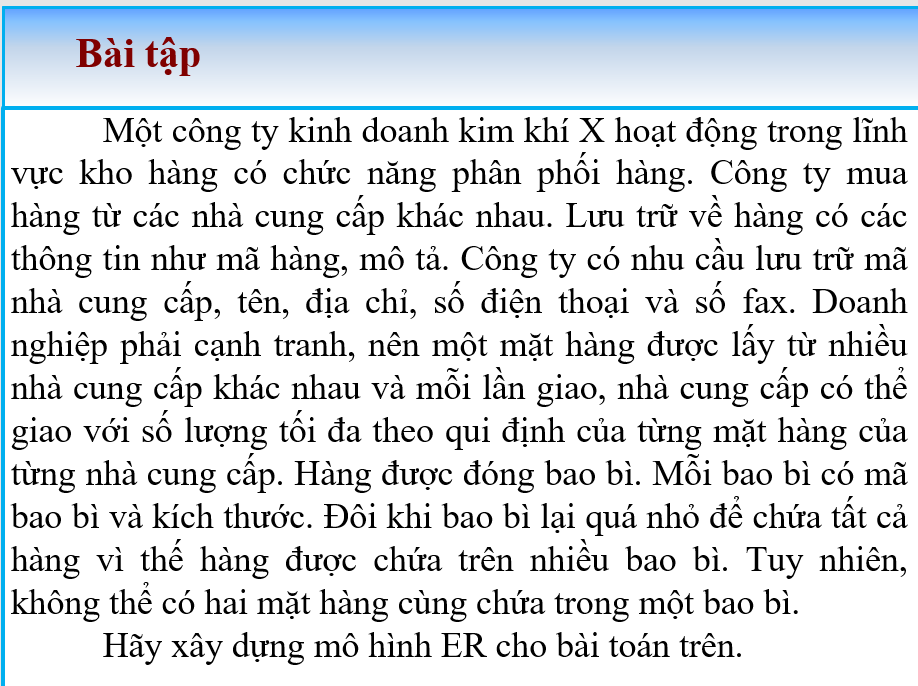 Bài tập
Một công ty kinh doanh kim khí X hoạt động trong lĩnh
vực kho hàng có chức năng phân phối hàng. Công ty mua
hàng từ các nhà cung cấp khác nhau. Lưu trữ về hàng có các
thông tin như mã hàng, mô tả. Công ty có nhu cầu lưu trữ mã
nhà cung cấp, tên, địa chỉ, số điện thoại và số fax. Doanh
nghiệp phải cạnh tranh, nên một mặt hàng được lấy từ nhiều
nhà cung cấp khác nhau và mỗi lần giao, nhà cung cấp có thể
giao với số lượng tối đa theo qui định của từng mặt hàng của
từng nhà cung cấp. Hàng được đóng bao bì. Mỗi bao bì có mã
bao bì và kích thước. Đôi khi bao bì lại quá nhỏ để chứa tất cả
hàng vì thế hàng được chứa trên nhiều bao bì. Tuy nhiên,
không thể có hai mặt hàng cùng chứa trong một bao bì.
Hãy xây dựng mô hình ER cho bài toán trên.